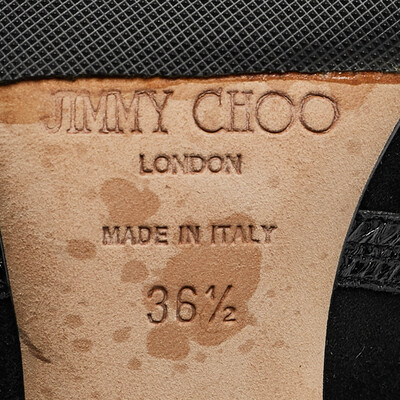 JIMMY CHOO
LONDON
MADE IN ITALY
36½